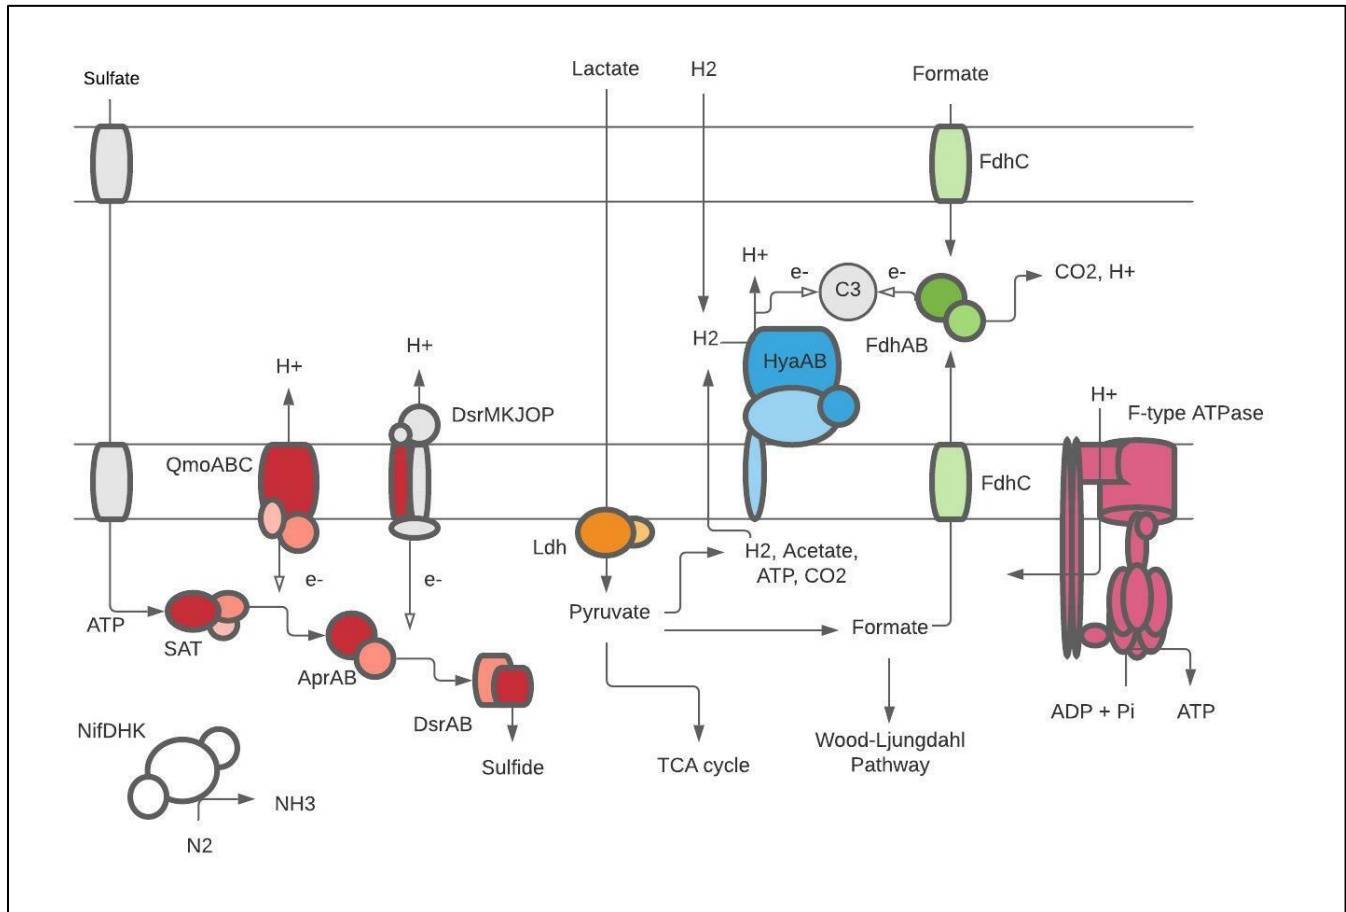 Sulfate
Lactate
H2
Formate
FdhC
H+
e-
C3
e-
CO2, H+
H2
HyaAB
FdhAB
H+
H+
DsrMKJOP
H+
F-type ATPase
QmoABC
FdhC
Ldh
H2, Acetate,
ATP, CO2
e-
e-
ATP
SAT
Pyruvate
Formate
AprAB
DsrAB
ADP + Pi
ATP
NifDHK
Sulfide
TCA cycle
Wood-Ljungdahl
Pathway
NH3
N2